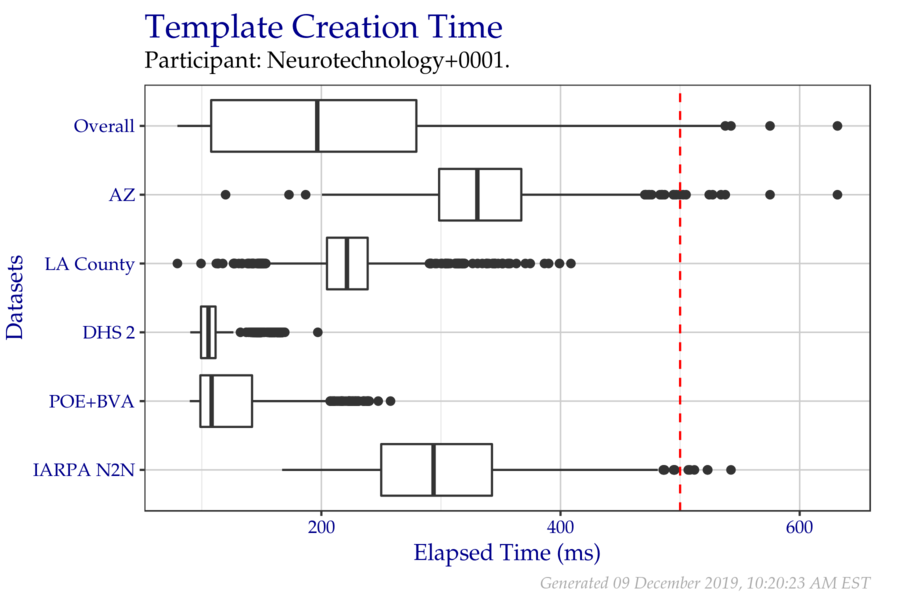 Template Creation Time
Participant: Neurotechnology+0001.
Datasets
Overall
AZ
LA County
DHS 2
POE+BVA
IARPA N2N
200 400 600
Elapsed Time (ms)
Generated 09 December 2019, 10:20:23 AM EST